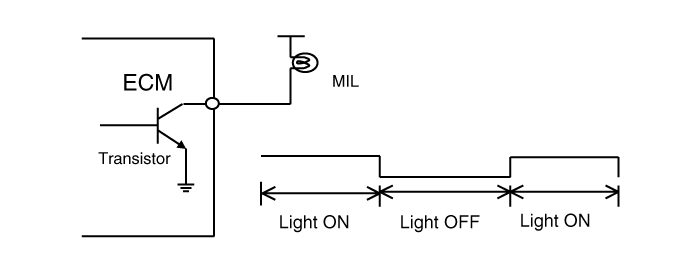 ECM
MIL
Transistor
Light ON
Light OFF
Light ON